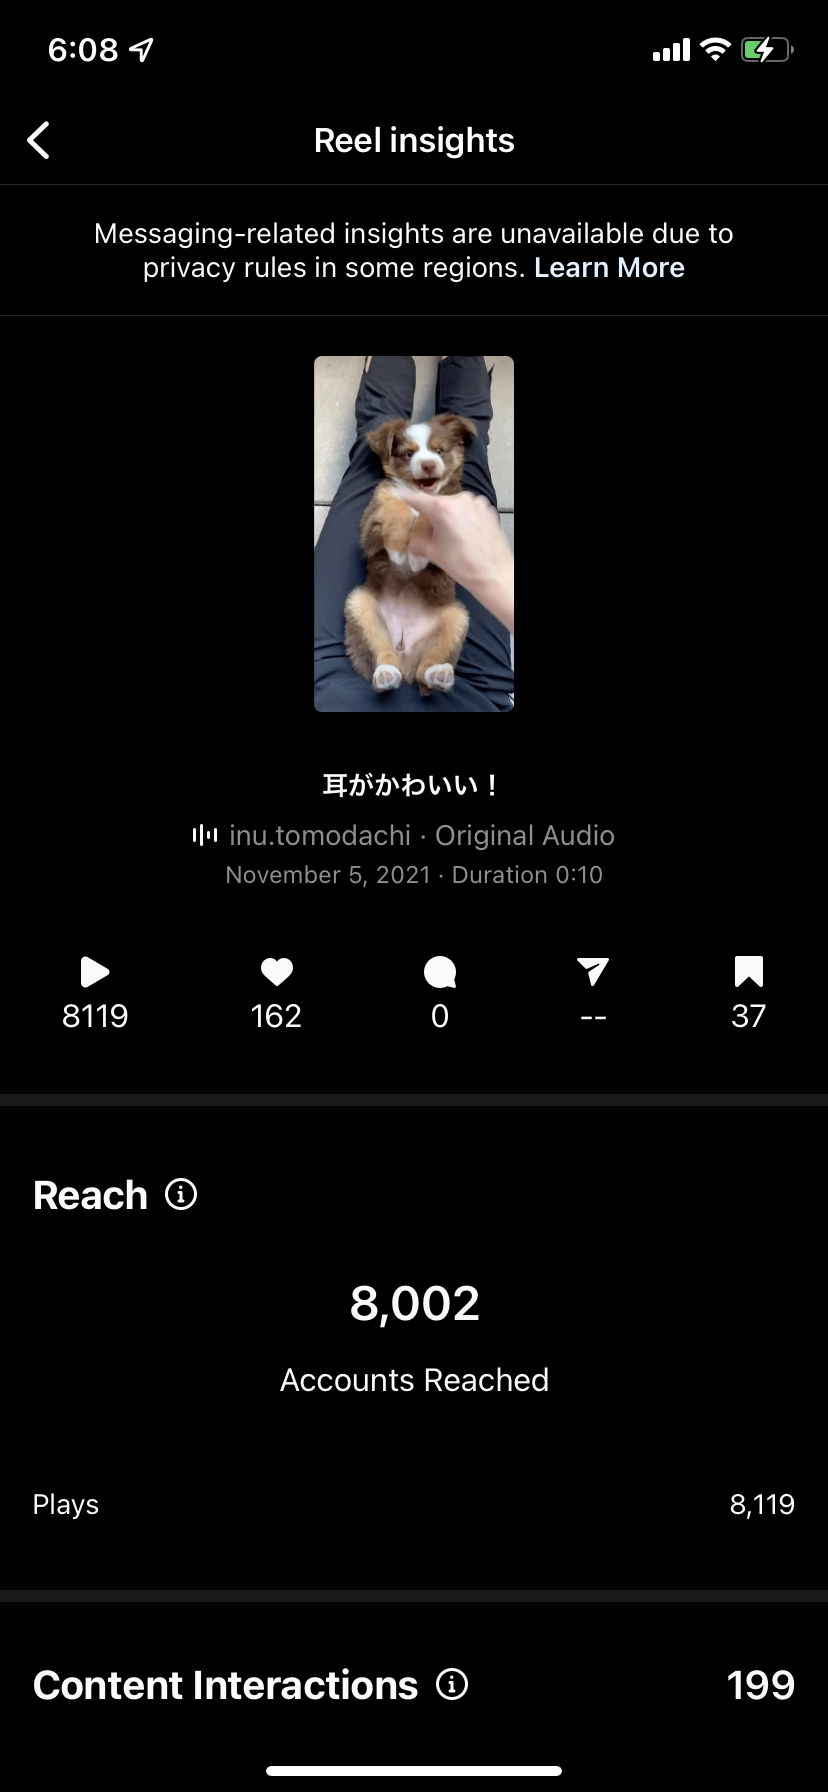 6:08
Reel insights
Messaging-related insights are unavailable due to
privacy rules in some regions. Learn More
耳がかわいい！
inu.tomodachi · Original Audio
November 5, 2021 · Duration 0:10
8119 162 0 -- 37
Reach
8,002
Accounts Reached
Plays 8,119
Content Interactions 199